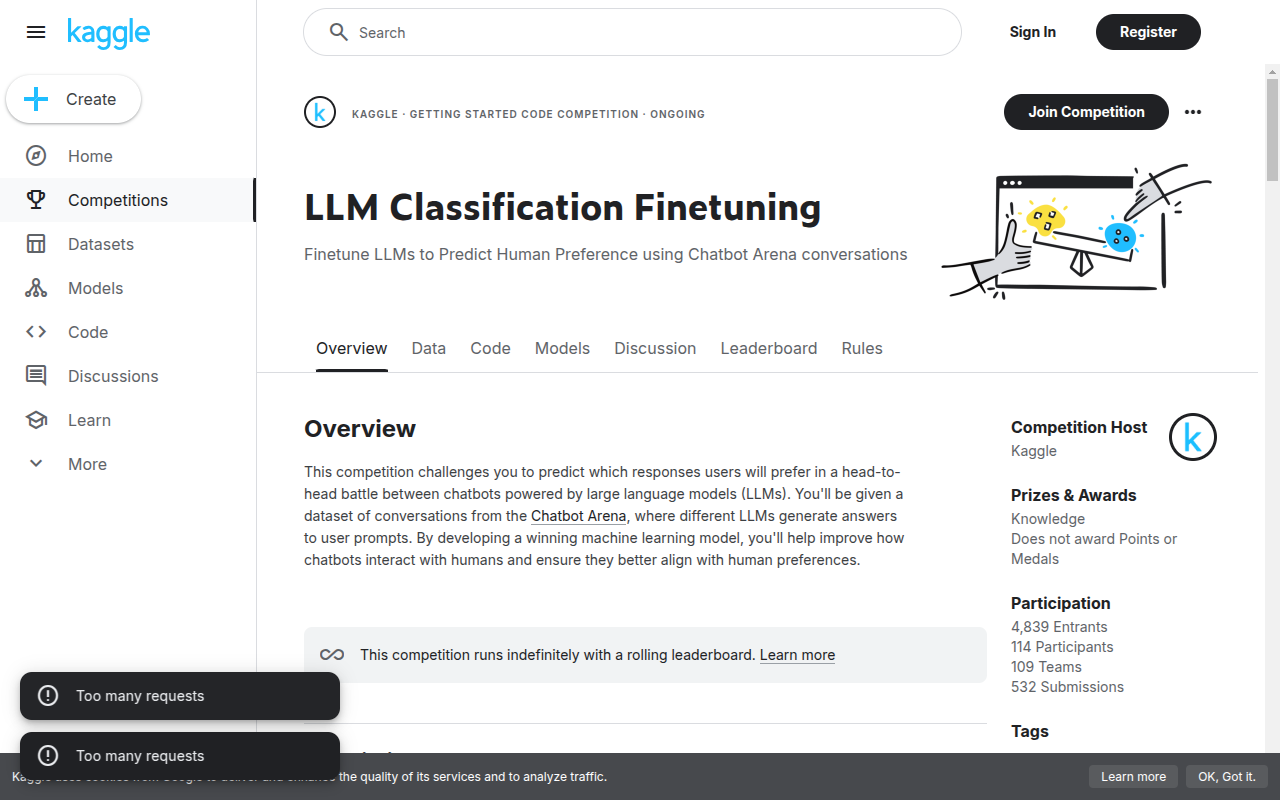 kaggle
Search
Sign In
Register
Create
Home
Competitions
Datasets
Models
Code
Discussions
Learn
More
k
KAGGLE · GETTING STARTED CODE COMPETITION · ONGOING
Join Competition
LLM Classification Finetuning
Finetune LLMs to Predict Human Preference using Chatbot Arena conversations
Overview Data Code Models Discussion Leaderboard Rules
Overview
This competition challenges you to predict which responses users will prefer in a head-to-
head battle between chatbots powered by large language models (LLMs). You'll be given a
dataset of conversations from the Chatbot Arena, where different LLMs generate answers
to user prompts. By developing a winning machine learning model, you'll help improve how
chatbots interact with humans and ensure they better align with human preferences.
This competition runs indefinitely with a rolling leaderboard. Learn more
Competition Host
Kaggle
k
Prizes & Awards
Knowledge
Does not award Points or
Medals
Participation
4,839 Entrants
114 Participants
109 Teams
532 Submissions
Tags
Too many requests
Too many requests
the quality of its services and to analyze traffic.
Learn more
OK, Got it.